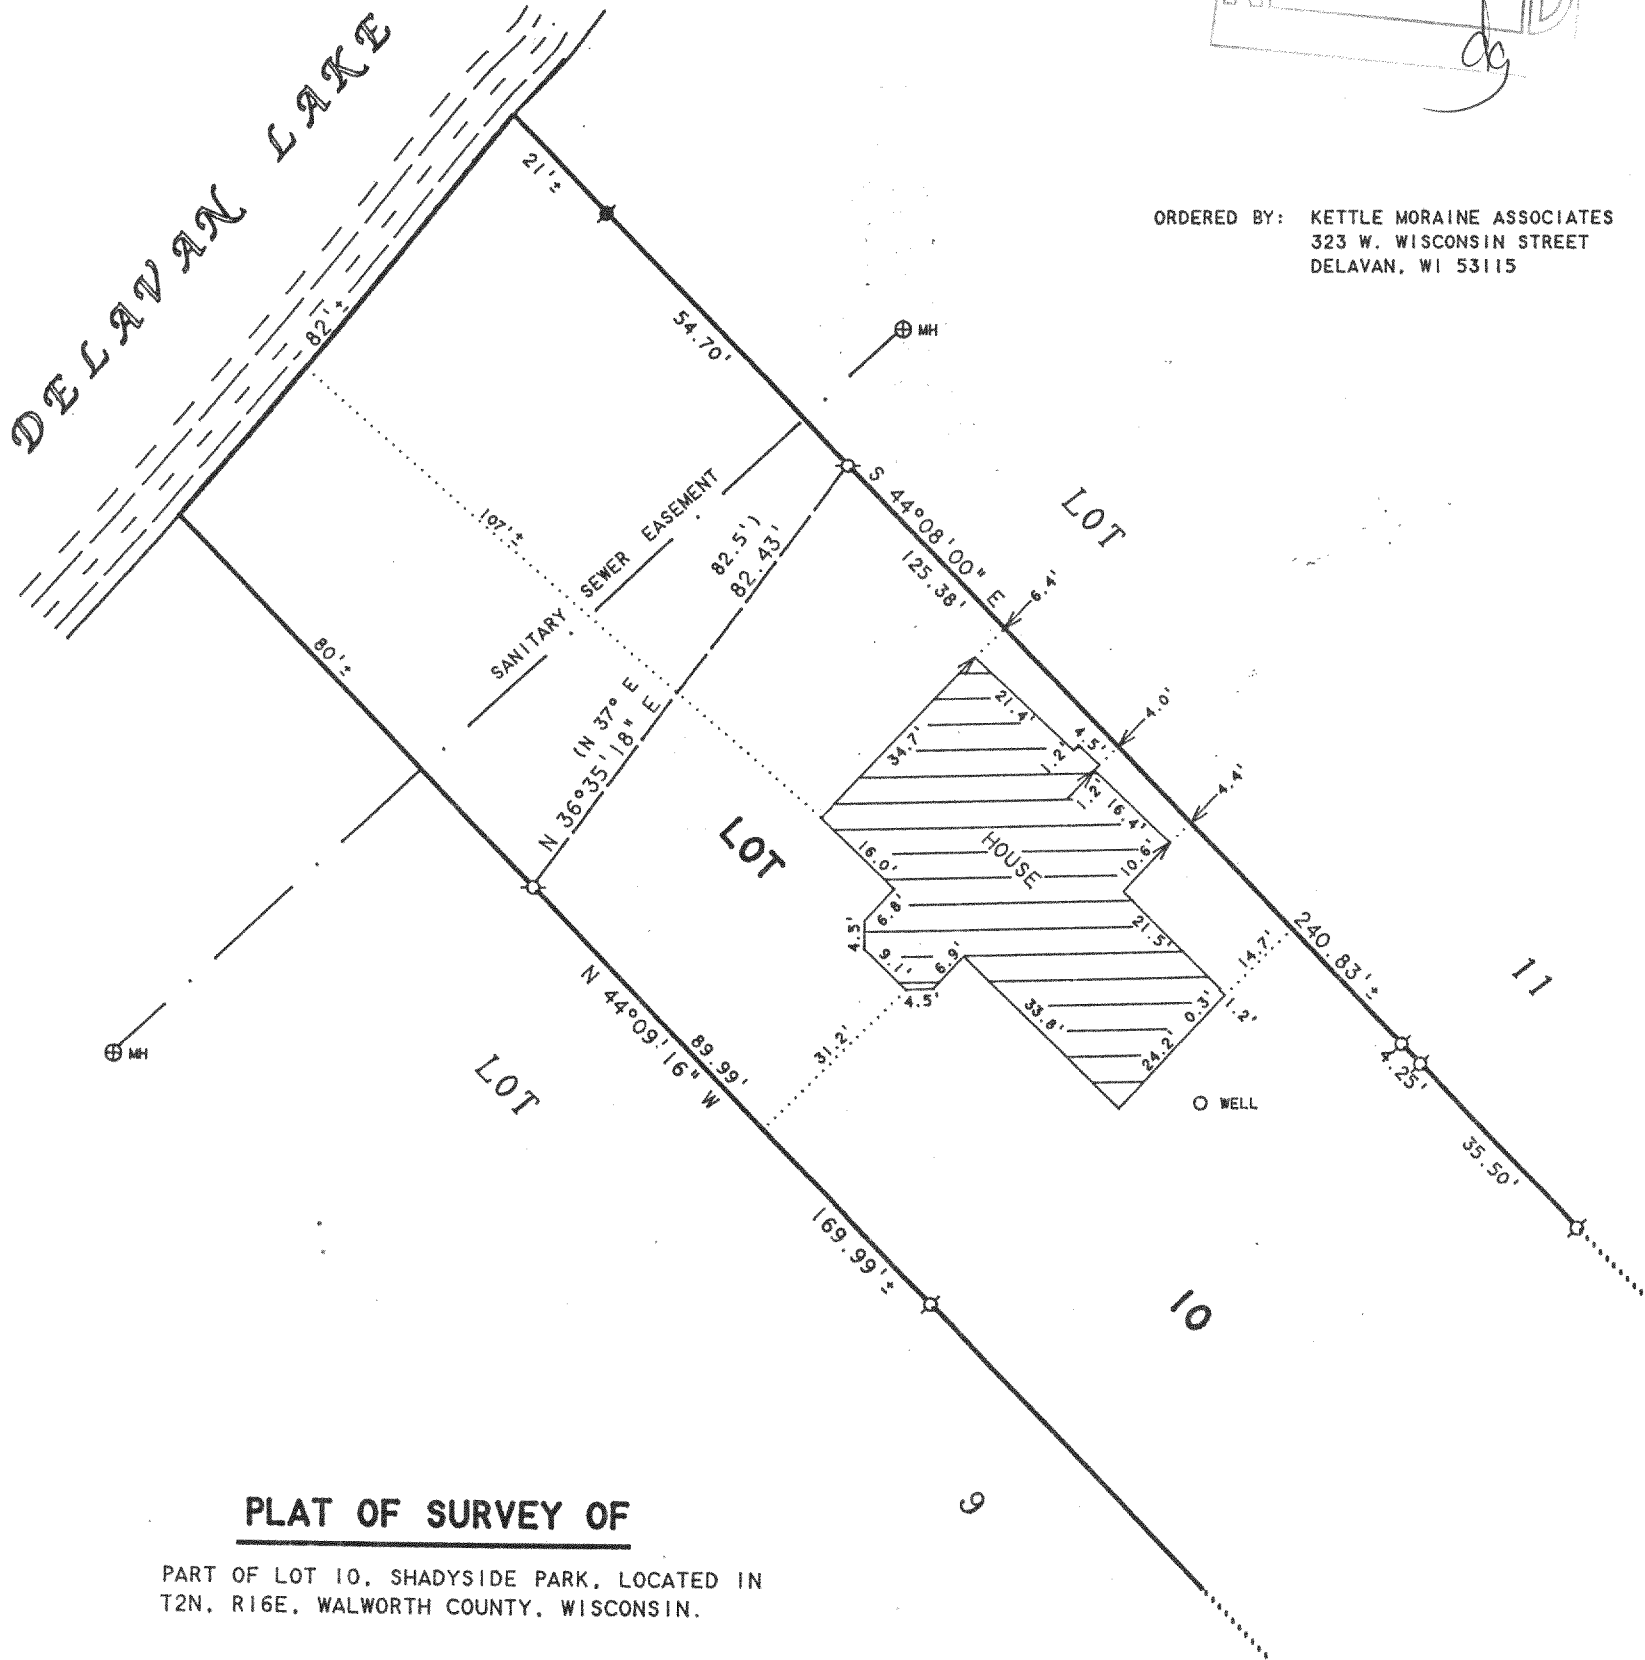 DELAVAN LAKE
dg
ORDERED BY: KETTLE MORAINE ASSOCIATES
323 W. WISCONSIN STREET
DELAVAN, WI 53115
21'±
54.70'
MH
82'±
107'±
SANITARY SEWER EASEMENT
82.5')
82.43'
(N 37° E
N 36°35'18" E
S 44°08'00" E
125.38'
LOT
6.4'
4.0'
4.4'
80'±
21.4'
34.7'
4.5'
1.2'
1.2'
16.4'
HOUSE
10.6'
LOT
16.0'
6.8'
4.5'
9.1'
6.9'
4.5'
21.5'
14.7'
240.83'±
11
33.8'
0.3'
1.2'
24.2'
31.2'
WELL
4.25'
35.50'
MH
N 44°09'16" W
89.99'
LOT
169.99'±
10
9
PLAT OF SURVEY OF
PART OF LOT 10, SHADYSIDE PARK, LOCATED IN
T2N, R16E, WALWORTH COUNTY, WISCONSIN.